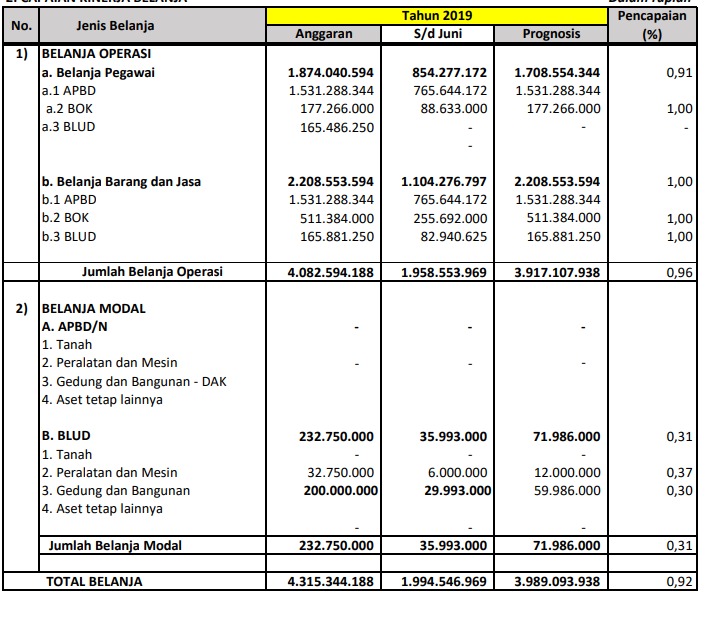 2. CAPAIAN KINERJA BELANJA Dalam rupiah
No. Jenis Belanja Tahun 2019 Pencapaian (%)
Anggaran S/d Juni Prognosis
1) BELANJA OPERASI
a. Belanja Pegawai 1.874.040.594 854.277.172 1.708.554.344 0,91
a.1 APBD 1.531.288.344 765.644.172 1.531.288.344
a.2 BOK 177.266.000 88.633.000 177.266.000 1,00
a.3 BLUD 165.486.250 - - -
-
b. Belanja Barang dan Jasa 2.208.553.594 1.104.276.797 2.208.553.594 1,00
b.1 APBD 1.531.288.344 765.644.172 1.531.288.344
b.2 BOK 511.384.000 255.692.000 511.384.000 1,00
b.3 BLUD 165.881.250 82.940.625 165.881.250 1,00
Jumlah Belanja Operasi 4.082.594.188 1.958.553.969 3.917.107.938 0,96
2) BELANJA MODAL
A. APBD/N - - -
1. Tanah
2. Peralatan dan Mesin - - -
3. Gedung dan Bangunan - DAK
4. Aset tetap lainnya
B. BLUD 232.750.000 35.993.000 71.986.000 0,31
1. Tanah - - -
2. Peralatan dan Mesin 32.750.000 6.000.000 12.000.000 0,37
3. Gedung dan Bangunan 200.000.000 29.993.000 59.986.000 0,30
4. Aset tetap lainnya
- - -
Jumlah Belanja Modal 232.750.000 35.993.000 71.986.000 0,31
TOTAL BELANJA 4.315.344.188 1.994.546.969 3.989.093.938 0,92